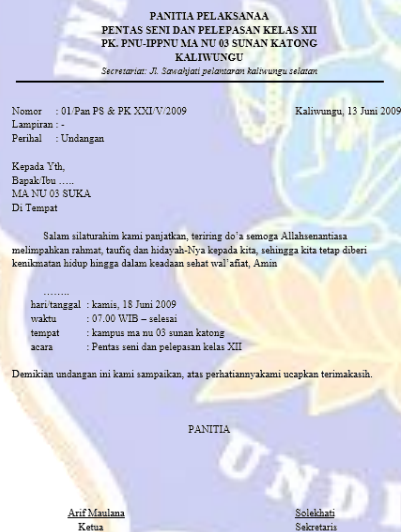 PANITIA PELAKSANAA
PENTAS SENI DAN PELEPASAN KELAS XII
PK. PNU-IPPNU MA NU 03 SUNAN KATONG
KALIWUNGU
Secretariat: Jl. Sawahjati pelantaran kaliwungu selatan
Nomor : 01/Pan PS & PK XXI/V/2009 Kaliwungu, 13 Juni 2009
Lampiran : -
Perihal : Undangan
Kepada Yth,
Bapak/Ibu …..
MA NU 03 SUKA
Di Tempat
Salam silaturahim kami panjatkan, teriring do’a semoga Allahsenantiasa
melimpahkan rahmat, taufiq dan hidayah-Nya kepada kita, sehingga kita tetap diberi
kenikmatan hidup hingga dalam keadaan sehat wal’afiat, Amin
……..
hari/tanggal : kamis, 18 Juni 2009
waktu : 07.00 WIB – selesai
tempat : kampus ma nu 03 sunan katong
acara : Pentas seni dan pelepasan kelas XII
Demikian undangan ini kami sampaikan, atas perhatiannyakami ucapkan terimakasih.
PANITIA
Arif Maulana Solekhati
Ketua Sekretaris